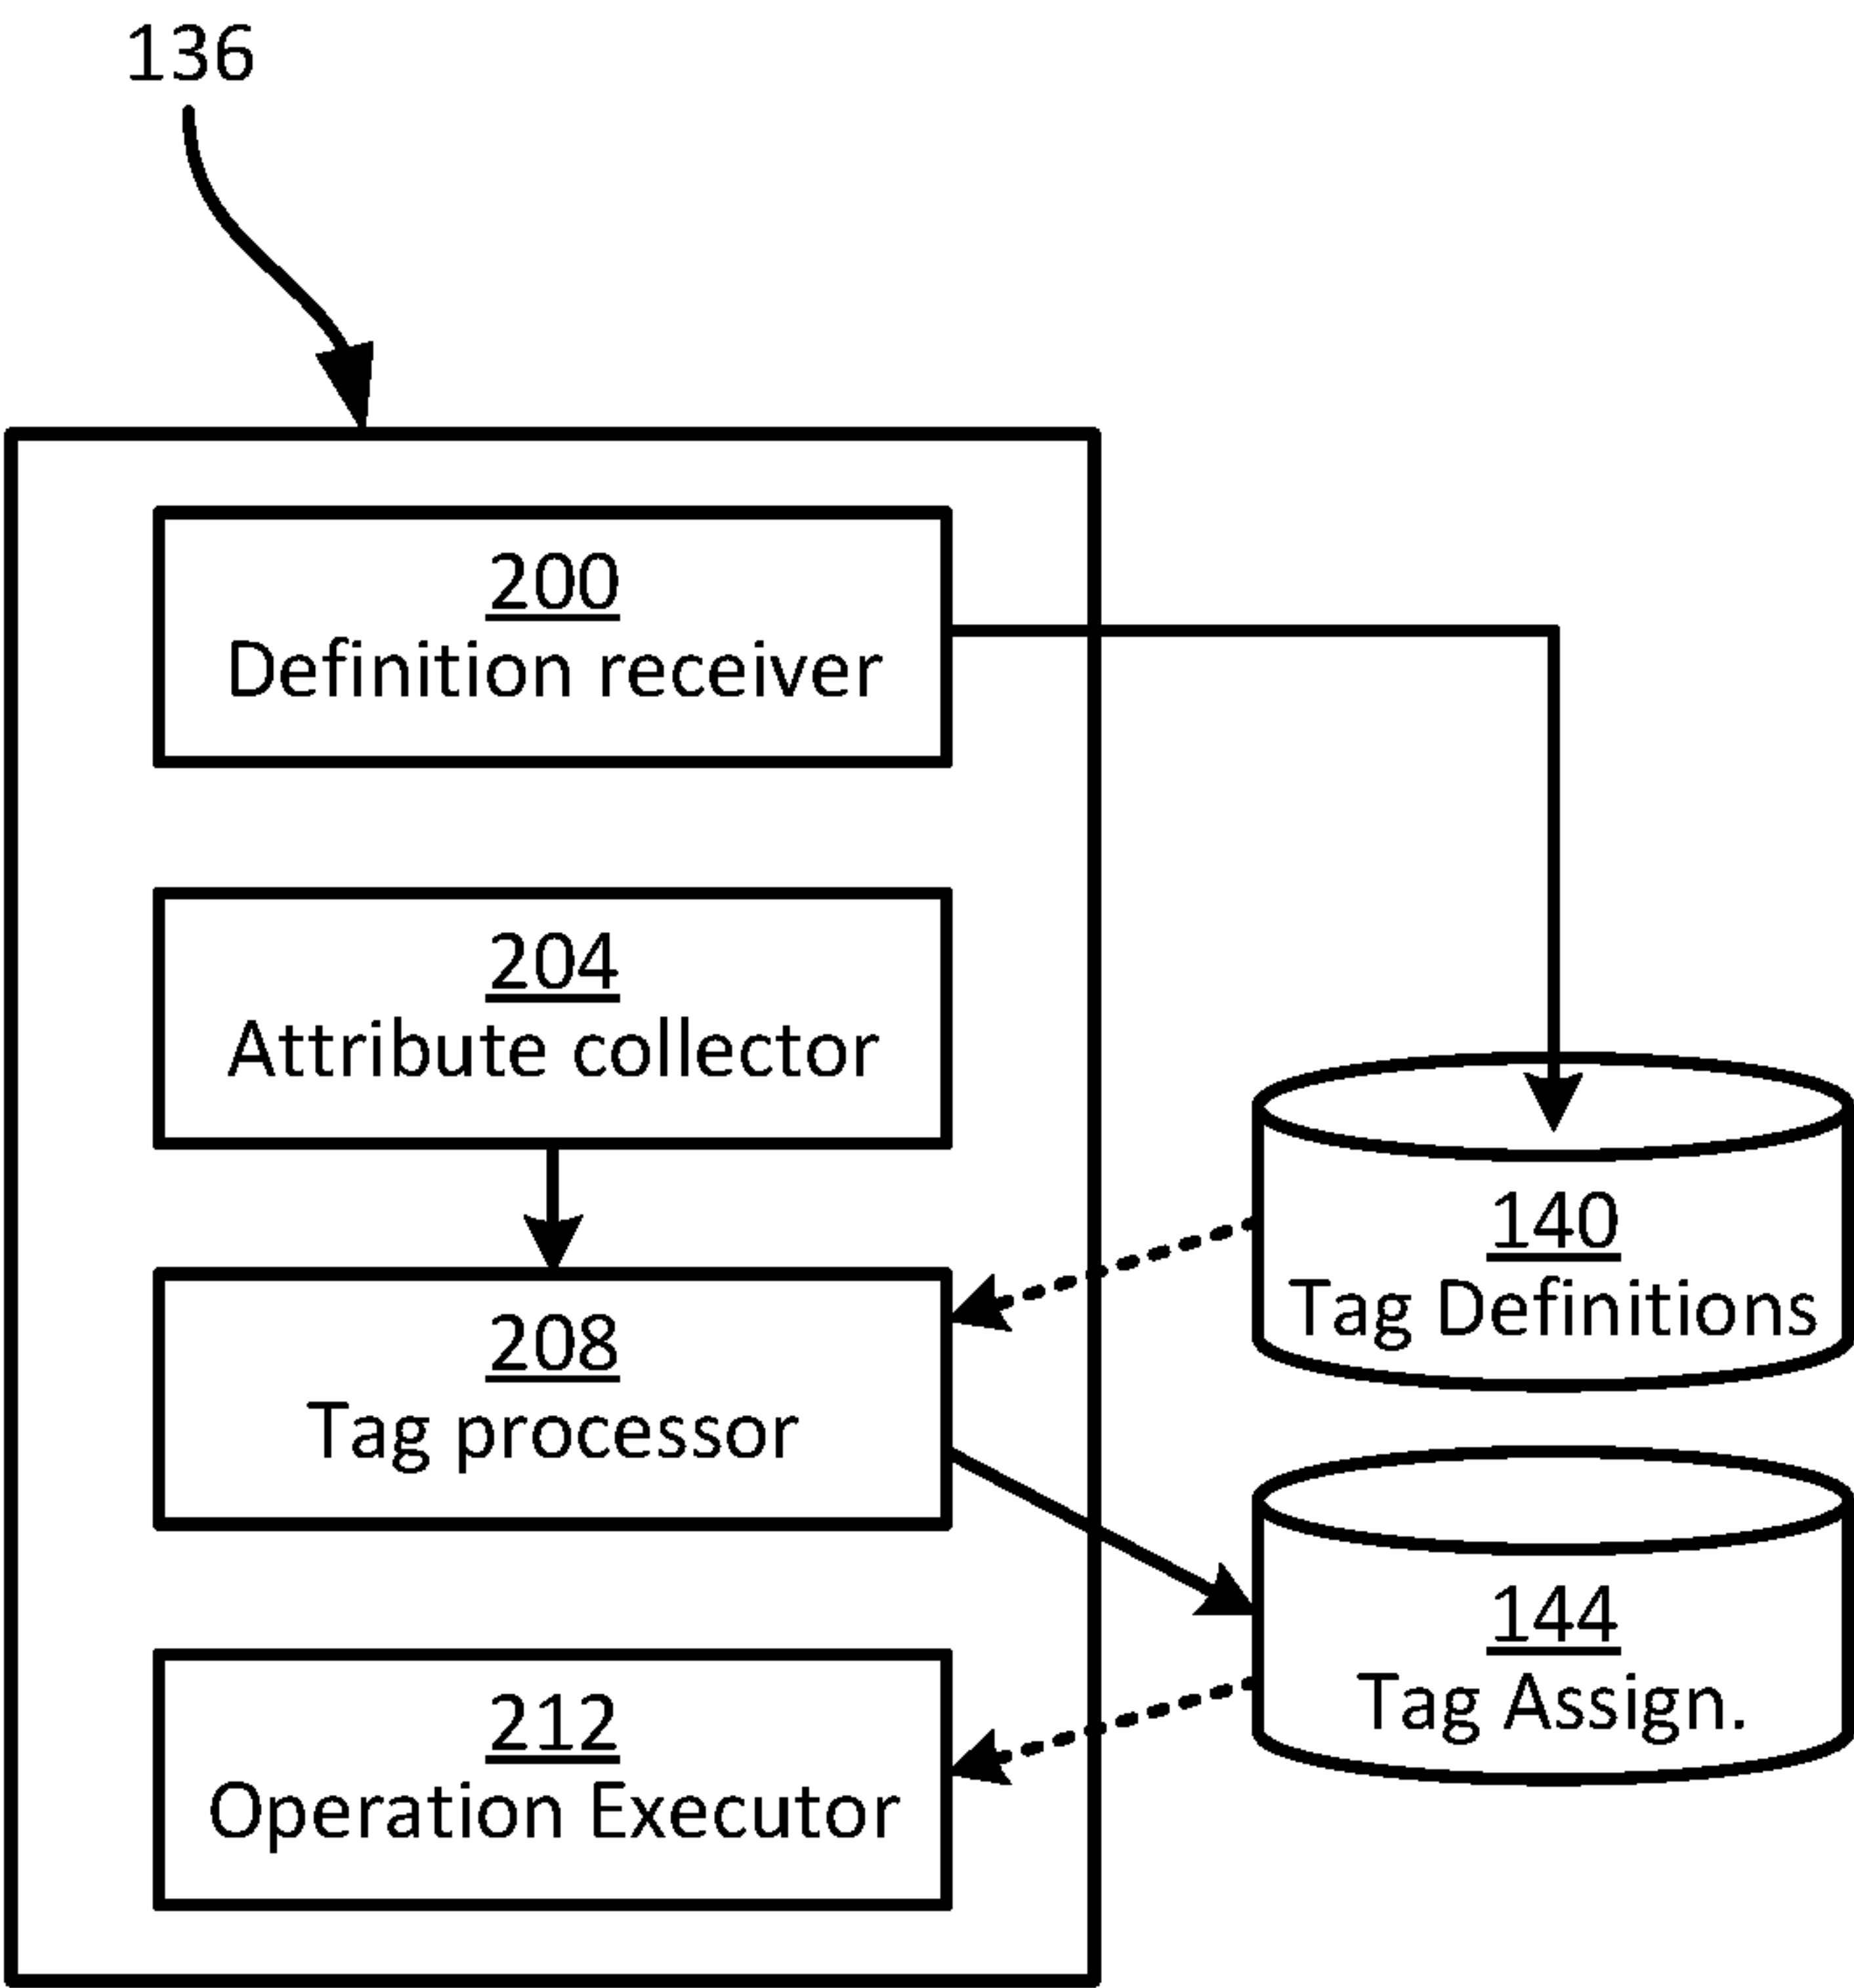 136
200
Definition receiver
204
Attribute collector
208
Tag processor
212
Operation Executor
140
Tag Definitions
144
Tag Assign.